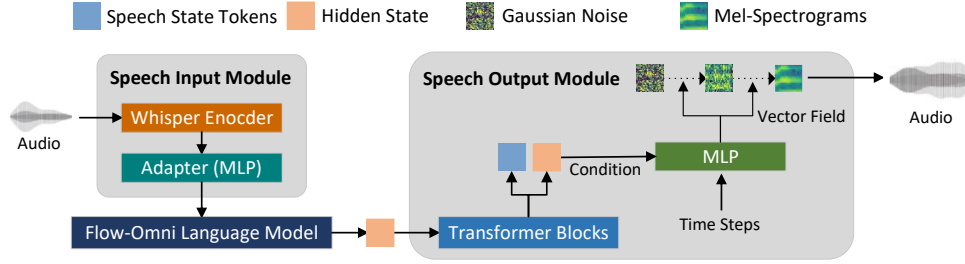 Speech State Tokens
Hidden State
Gaussian Noise
Mel-Spectrograms
Speech Input Module
Speech Output Module
Whisper Enocder
Audio
Adapter (MLP)
Vector Field
Audio
Condition
MLP
Time Steps
Flow-Omni Language Model
Transformer Blocks